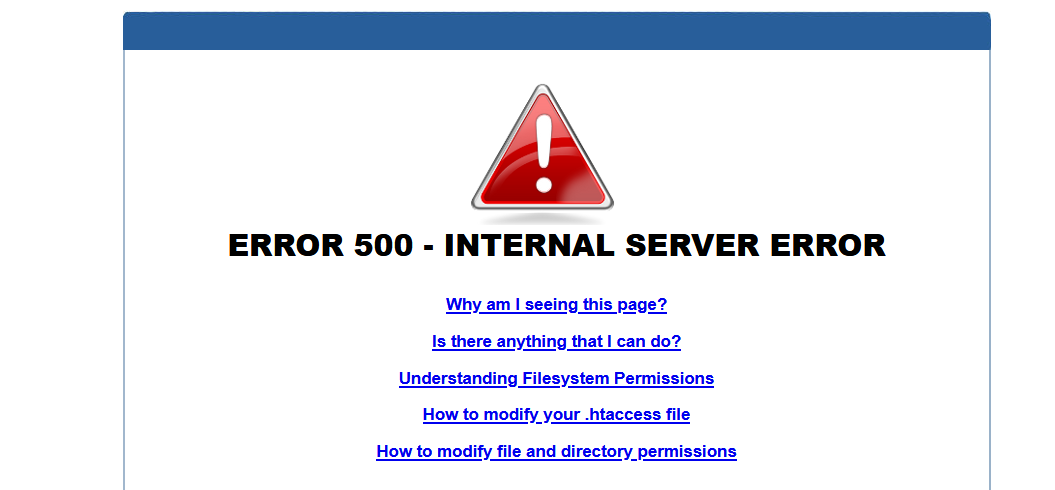 ERROR 500 - INTERNAL SERVER ERROR
Why am I seeing this page?
Is there anything that I can do?
Understanding Filesystem Permissions
How to modify your .htaccess file
How to modify file and directory permissions